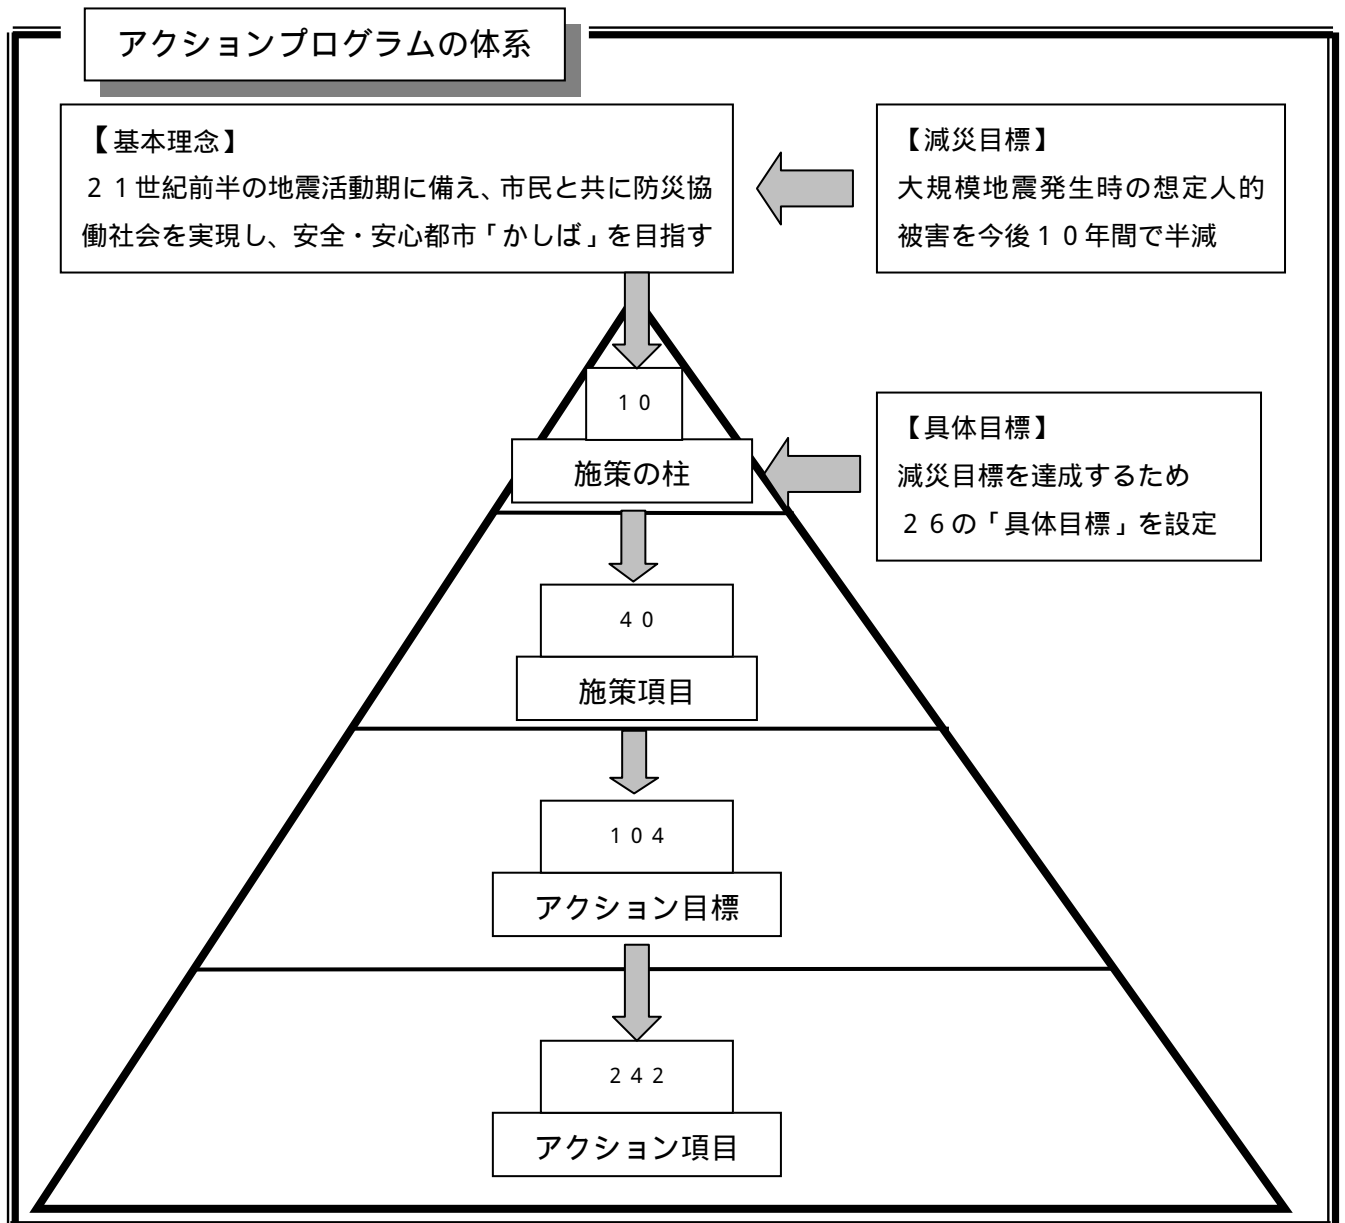 アクションプログラムの体系
【基本理念】
２１世紀前半の地震活動期に備え、市民と共に防災協
働社会を実現し、安全・安心都市「かしば」を目指す
【減災目標】
大規模地震発生時の想定人的
被害を今後１０年間で半減
１０
施策の柱
【具体目標】
減災目標を達成するため
２６の「具体目標」を設定
４０
施策項目
１０４
アクション目標
２４２
アクション項目